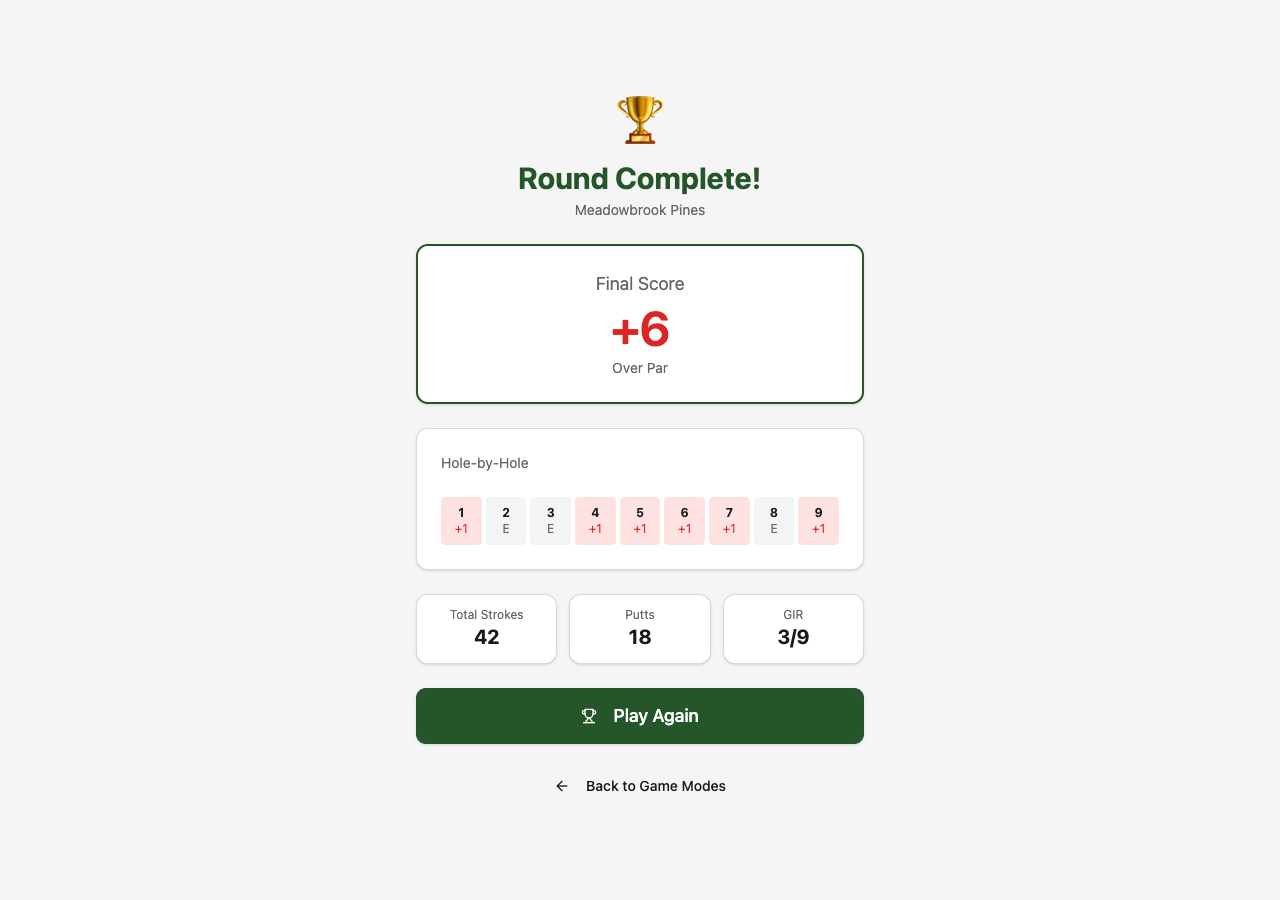 Round Complete!
Meadowbrook Pines
Final Score
+6
Over Par
Hole-by-Hole
1 2 3 4 5 6 7 8 9
+1 E E +1 +1 +1 +1 E +1
Total Strokes Putts GIR
42 18 3/9
Play Again
Back to Game Modes